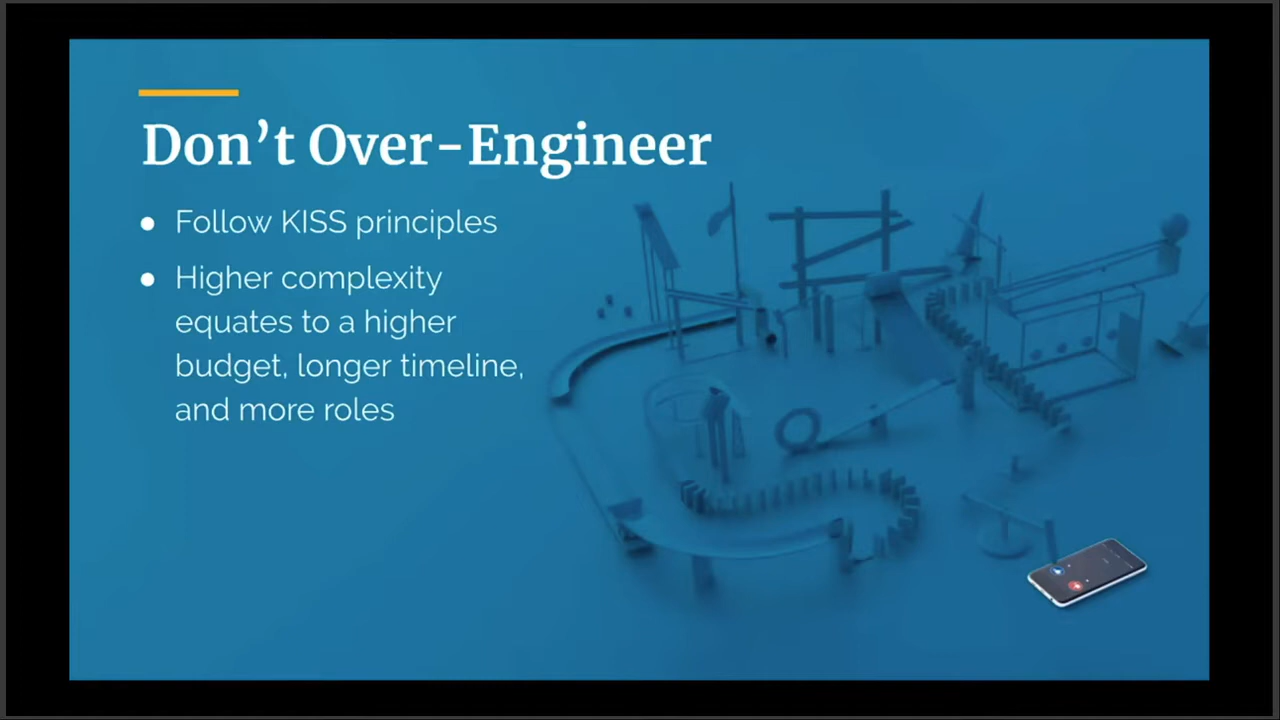 Don’t Over-Engineer
● Follow KISS principles
● Higher complexity
equates to a higher
budget, longer timeline,
and more roles